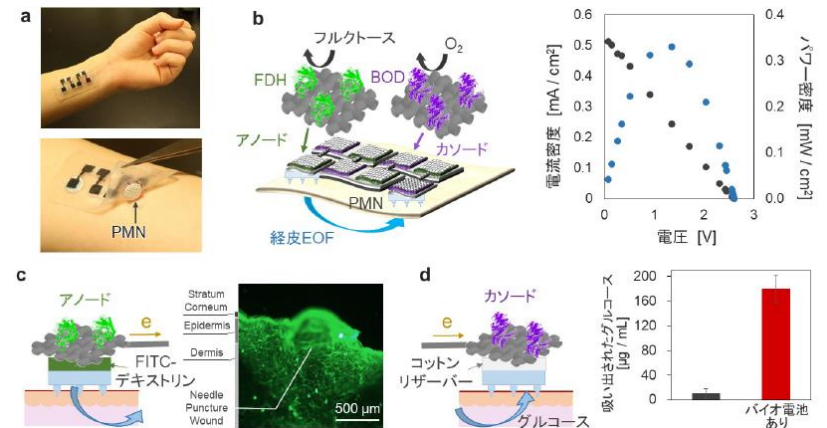 a
PMN
b
フルクトース
O2
FDH
BOD
アノード
カソード
PMN
経皮EOF
電流密度 [mA / cm2]
0.6
0.5
0.4
0.3
0.2
0.1
0
0.4
0.3
0.2
0.1
0.0
パワー密度 [mW / cm2]
0
1
2
3
電圧 [V]
c
アノード
e
FITC-
デキストリン
Stratum
Corneum
Epidermis
Dermis
Needle
Puncture
Wound
500 μm
d
カソード
e
コットン
リザーバー
グルコース
吸い出されたグルコース
[μg / mL]
200
160
120
80
40
0
バイオ電池
あり